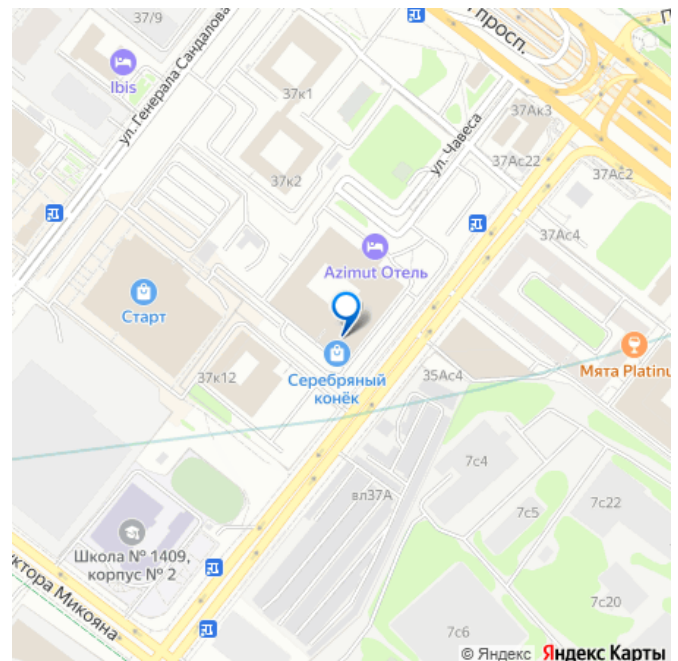 37/9
ул. Генерала Сандалова
Ibis
37к1
просп.
37Ак3
ул. Чавеса
37Ас22
37Ас2
37к2
37Ас4
Azimut Отель
Старт
Мята Platinu
37к12
Серебряный
конёк
35Ас4
7с4
вл37А
7с22
7с5
Школа № 1409,
корпус № 2
уктора Микояна
7с20
7с6
© Яндекс Яндекс Карты